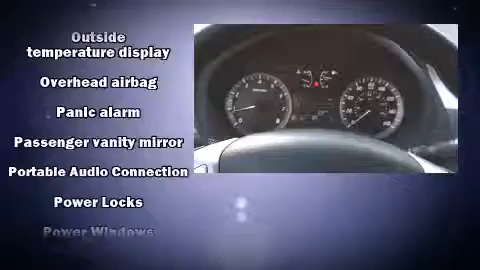 Outside
temperature display
Overhead airbag
Panic alarm
Passenger vanity mirror
Portable Audio Connection
Power Locks
Power Windows